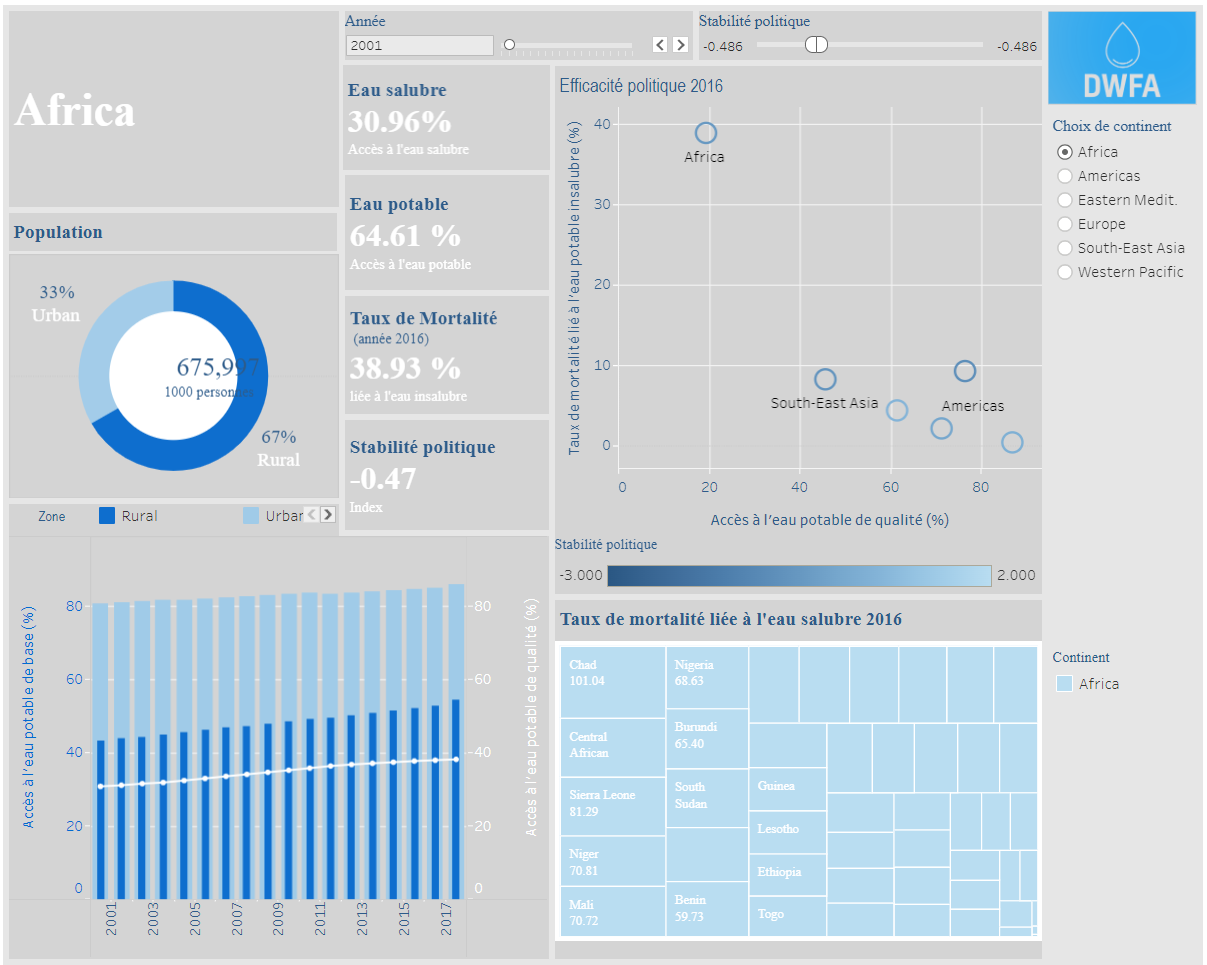 Africa
Année
2001
Stabilité politique
-0.486
-0.486
DWFA
Choix de continent
Africa
Americas
Eastern Medit.
Europe
South-East Asia
Western Pacific
Population
33%
Urban
675,997
1000 personnes
67%
Rural
Zone
Rural
Urban
Eau salubre
30.96%
Accès à l'eau salubre
Eau potable
64.61 %
Accès à l'eau potable
Taux de Mortalité
(année 2016)
38.93 %
liée à l'eau insalubre
Stabilité politique
-0.47
Index
Efficacité politique 2016
Taux de mortalité lié à l'eau potable insalubre (%)
40
30
20
10
0
Africa
South-East Asia
Americas
0
20
40
60
80
Accès à l'eau potable de qualité (%)
Stabilité politique
-3.000
2.000
Accès à l'eau potable de base (%)
80
60
40
20
0
80
60
40
20
0
Accès à l'eau potable de qualité (%)
2001
2003
2005
2007
2009
2011
2013
2015
2017
Taux de mortalité liée à l'eau salubre 2016
Chad
101.04
Central
African
Sierra Leone
81.29
Niger
70.81
Mali
70.72
Nigeria
68.63
Burundi
65.40
South
Sudan
Benin
59.73
Guinea
Lesotho
Ethiopia
Togo
Continent
Africa